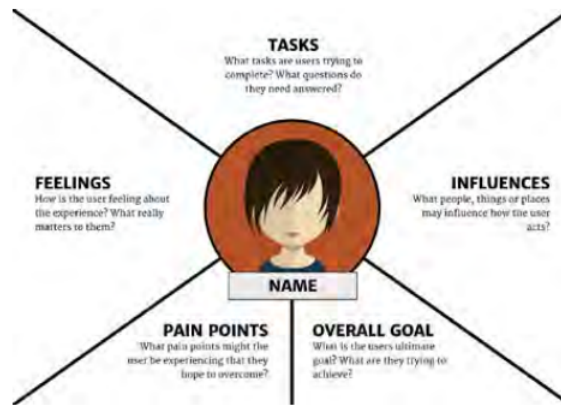 TASKS
What tasks are users trying to
complete? What questions do
they need answered?
FEELINGS
How is the user feeling about
the experience? What really
matters to them?
INFLUENCES
What people, things or places
may influence how the user
acts?
NAME
PAIN POINTS
What pain points might the
user be experiencing that they
hope to overcome?
OVERALL GOAL
What is the users ultimate
goal? What are they trying to
achieve?